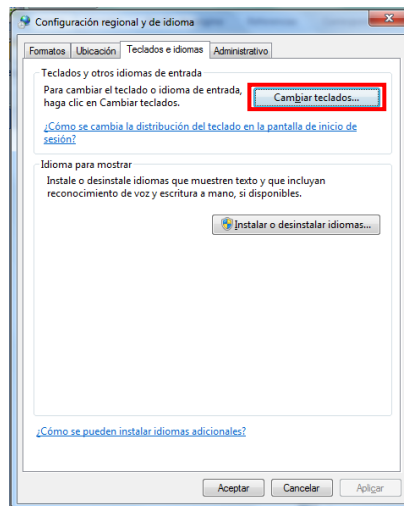 Configuración regional y de idioma
Formatos Ubicación Teclados e idiomas Administrativo
Teclados y otros idiomas de entrada
Para cambiar el teclado o idioma de entrada,
haga clic en Cambiar teclados.
Cambiar teclados...
¿Cómo se cambia la distribución del teclado en la pantalla de inicio de
sesión?
Idioma para mostrar
Instale o desinstale idiomas que muestren texto y que incluyan
reconocimiento de voz y escritura a mano, si disponibles.
Instalar o desinstalar idiomas...
¿Cómo se pueden instalar idiomas adicionales?
Aceptar Cancelar Aplicar